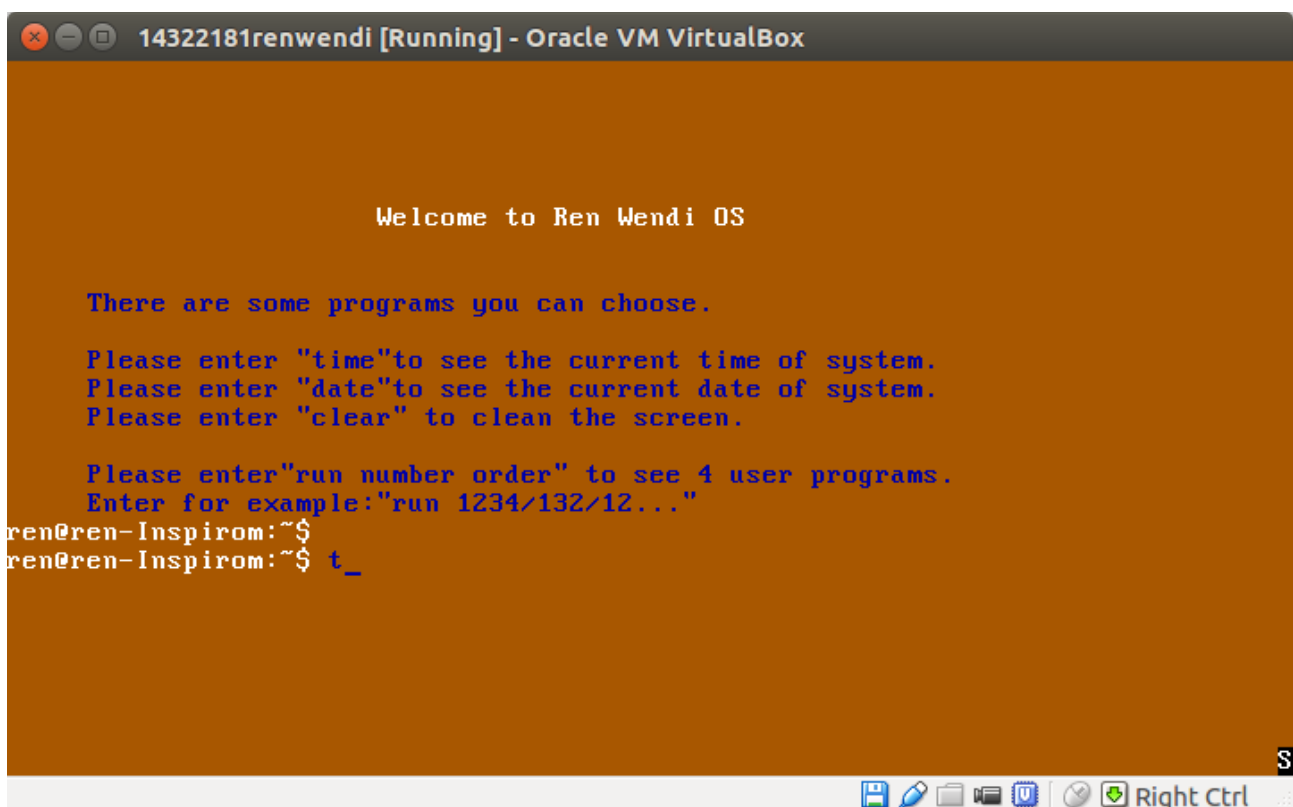 14322181renwendi [Running] - Oracle VM VirtualBox
Welcome to Ren Wendi OS
There are some programs you can choose.
Please enter "time"to see the current time of system.
Please enter "date"to see the current date of system.
Please enter "clear" to clean the screen.
Please enter"run number order" to see 4 user programs.
Enter for example:"run 1234/132/12..."
ren@ren-Inspirom:~$
ren@ren-Inspirom:~$ t_
S
Right Ctrl